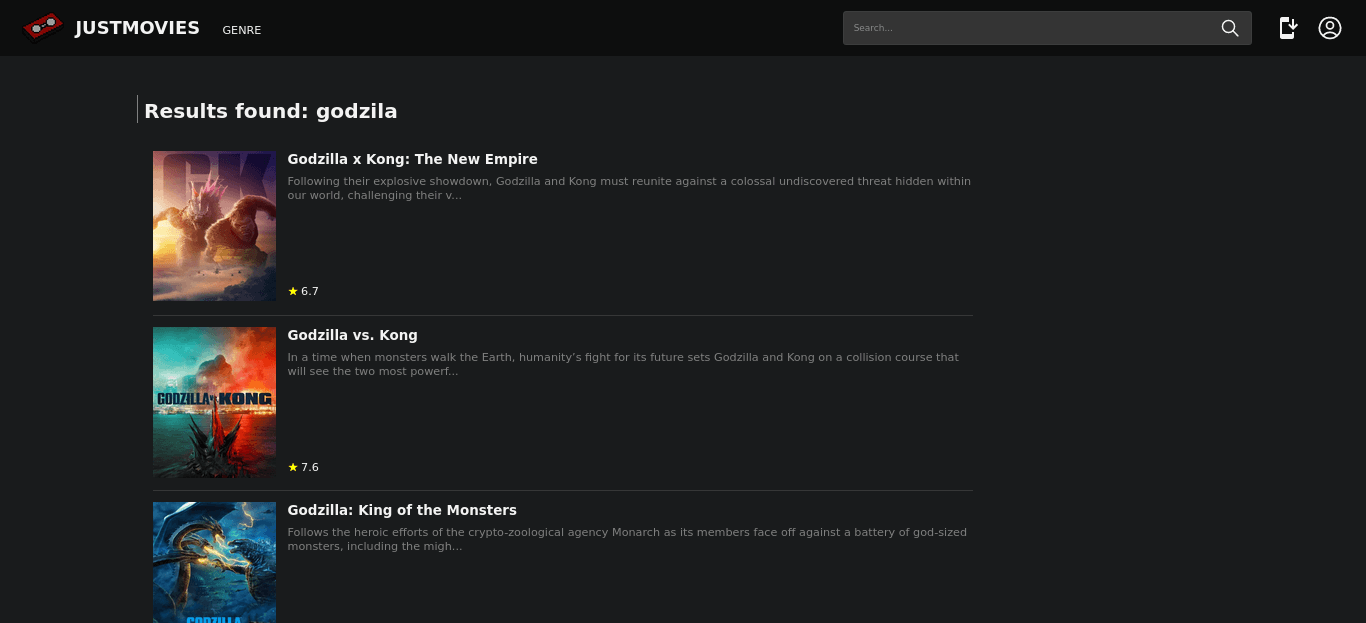 JUSTMOVIES
GENRE
Search...
Results found: godzila
GK
Godzilla x Kong: The New Empire
Following their explosive showdown, Godzilla and Kong must reunite against a colossal undiscovered threat hidden within
our world, challenging their v...
★ 6.7
GODZILLA vs KONG
Godzilla vs. Kong
In a time when monsters walk the Earth, humanity’s fight for its future sets Godzilla and Kong on a collision course that
will see the two most powerf...
★ 7.6
Godzilla: King of the Monsters
Follows the heroic efforts of the crypto-zoological agency Monarch as its members face off against a battery of god-sized
monsters, including the migh...
GODZILLA